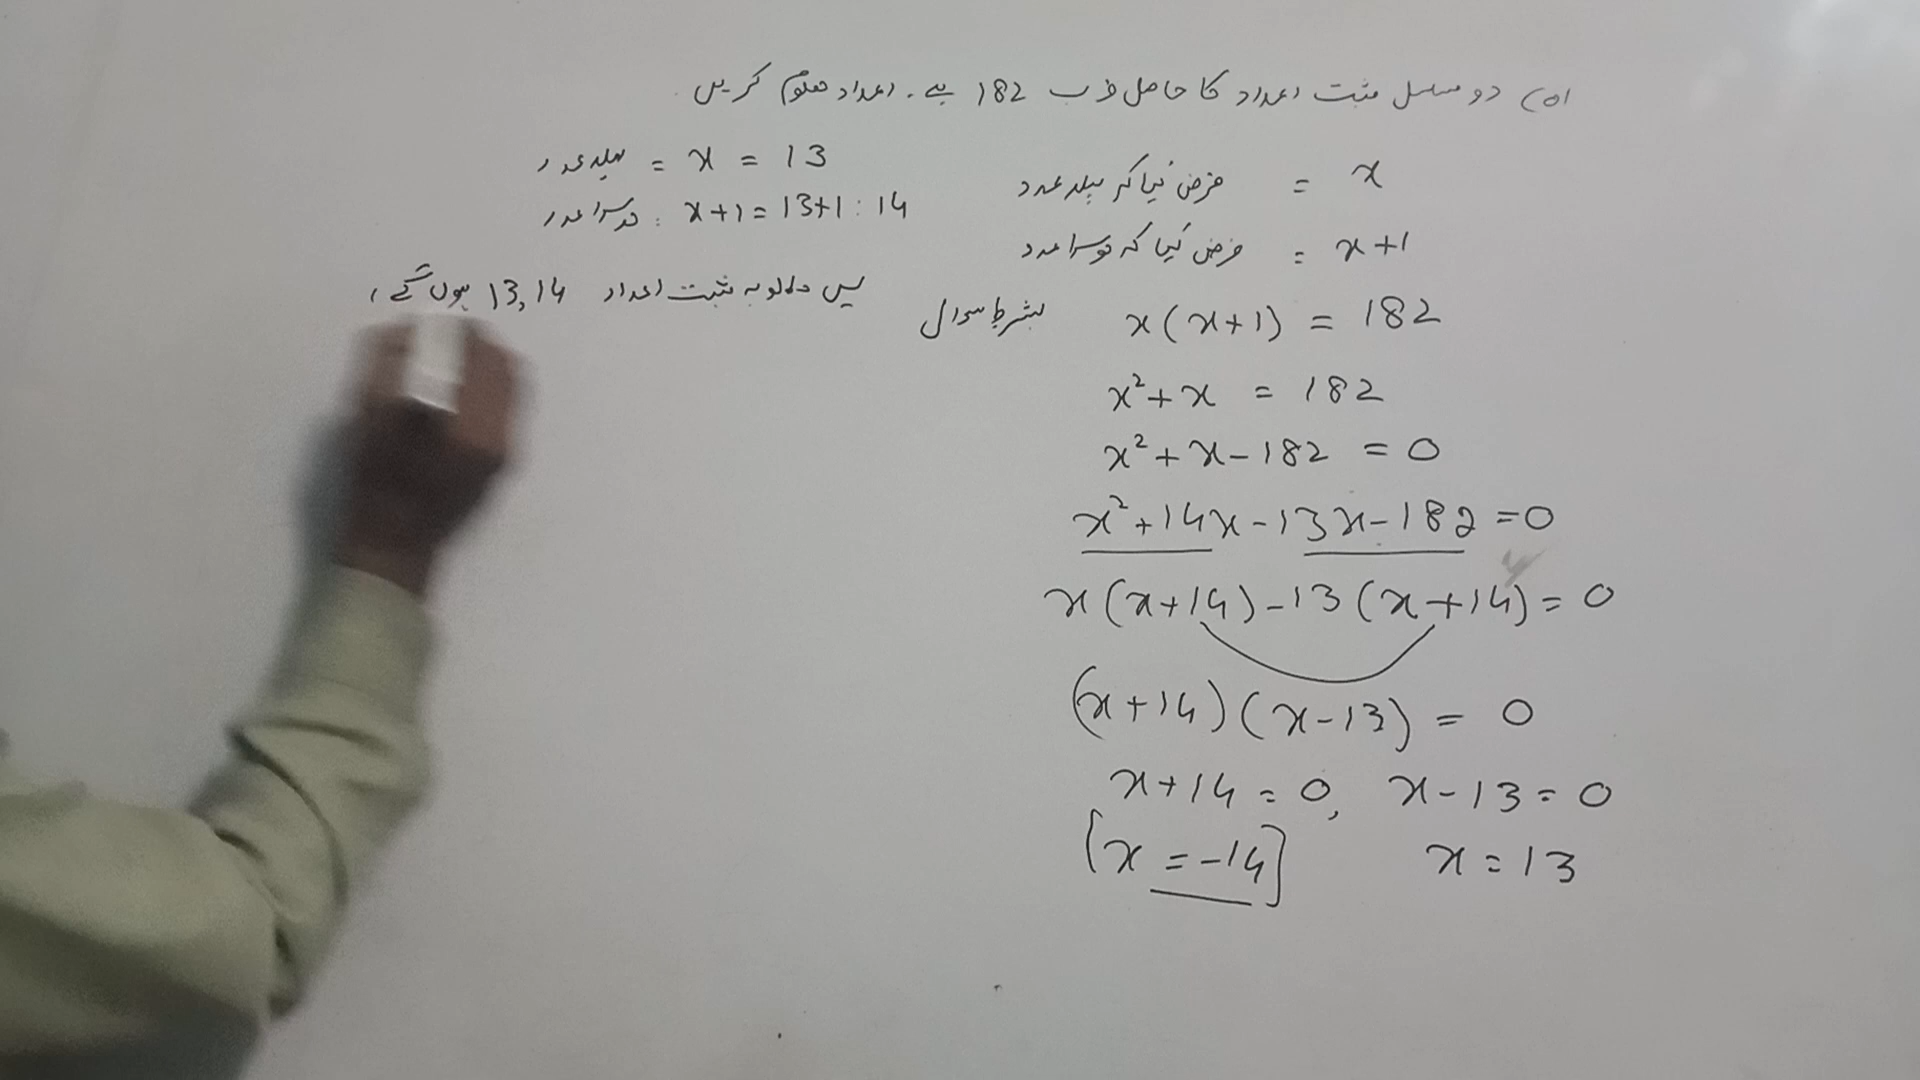 (01 دو مسلسل مثبت اعداد کا حاصل ضرب 182 ہے۔ اعداد معلوم کریں۔
فرض کیا کہ پہلا عدد = x
فرض کیا کہ دوسرا عدد = x+1
بشرط سوال x(x+1) = 182
x²+x = 182
x²+x-182 = 0
x²+14x-13x-182=0
x(x+14)-13(x+14)=0
(x+14)(x-13) = 0
x+14=0, x-13=0
[x=-14] x=13
پہلا عدد = x = 13
دوسرا عدد : x+1=13+1:14
پس مطلوبہ مثبت اعداد 13,14 ہوں گے۔